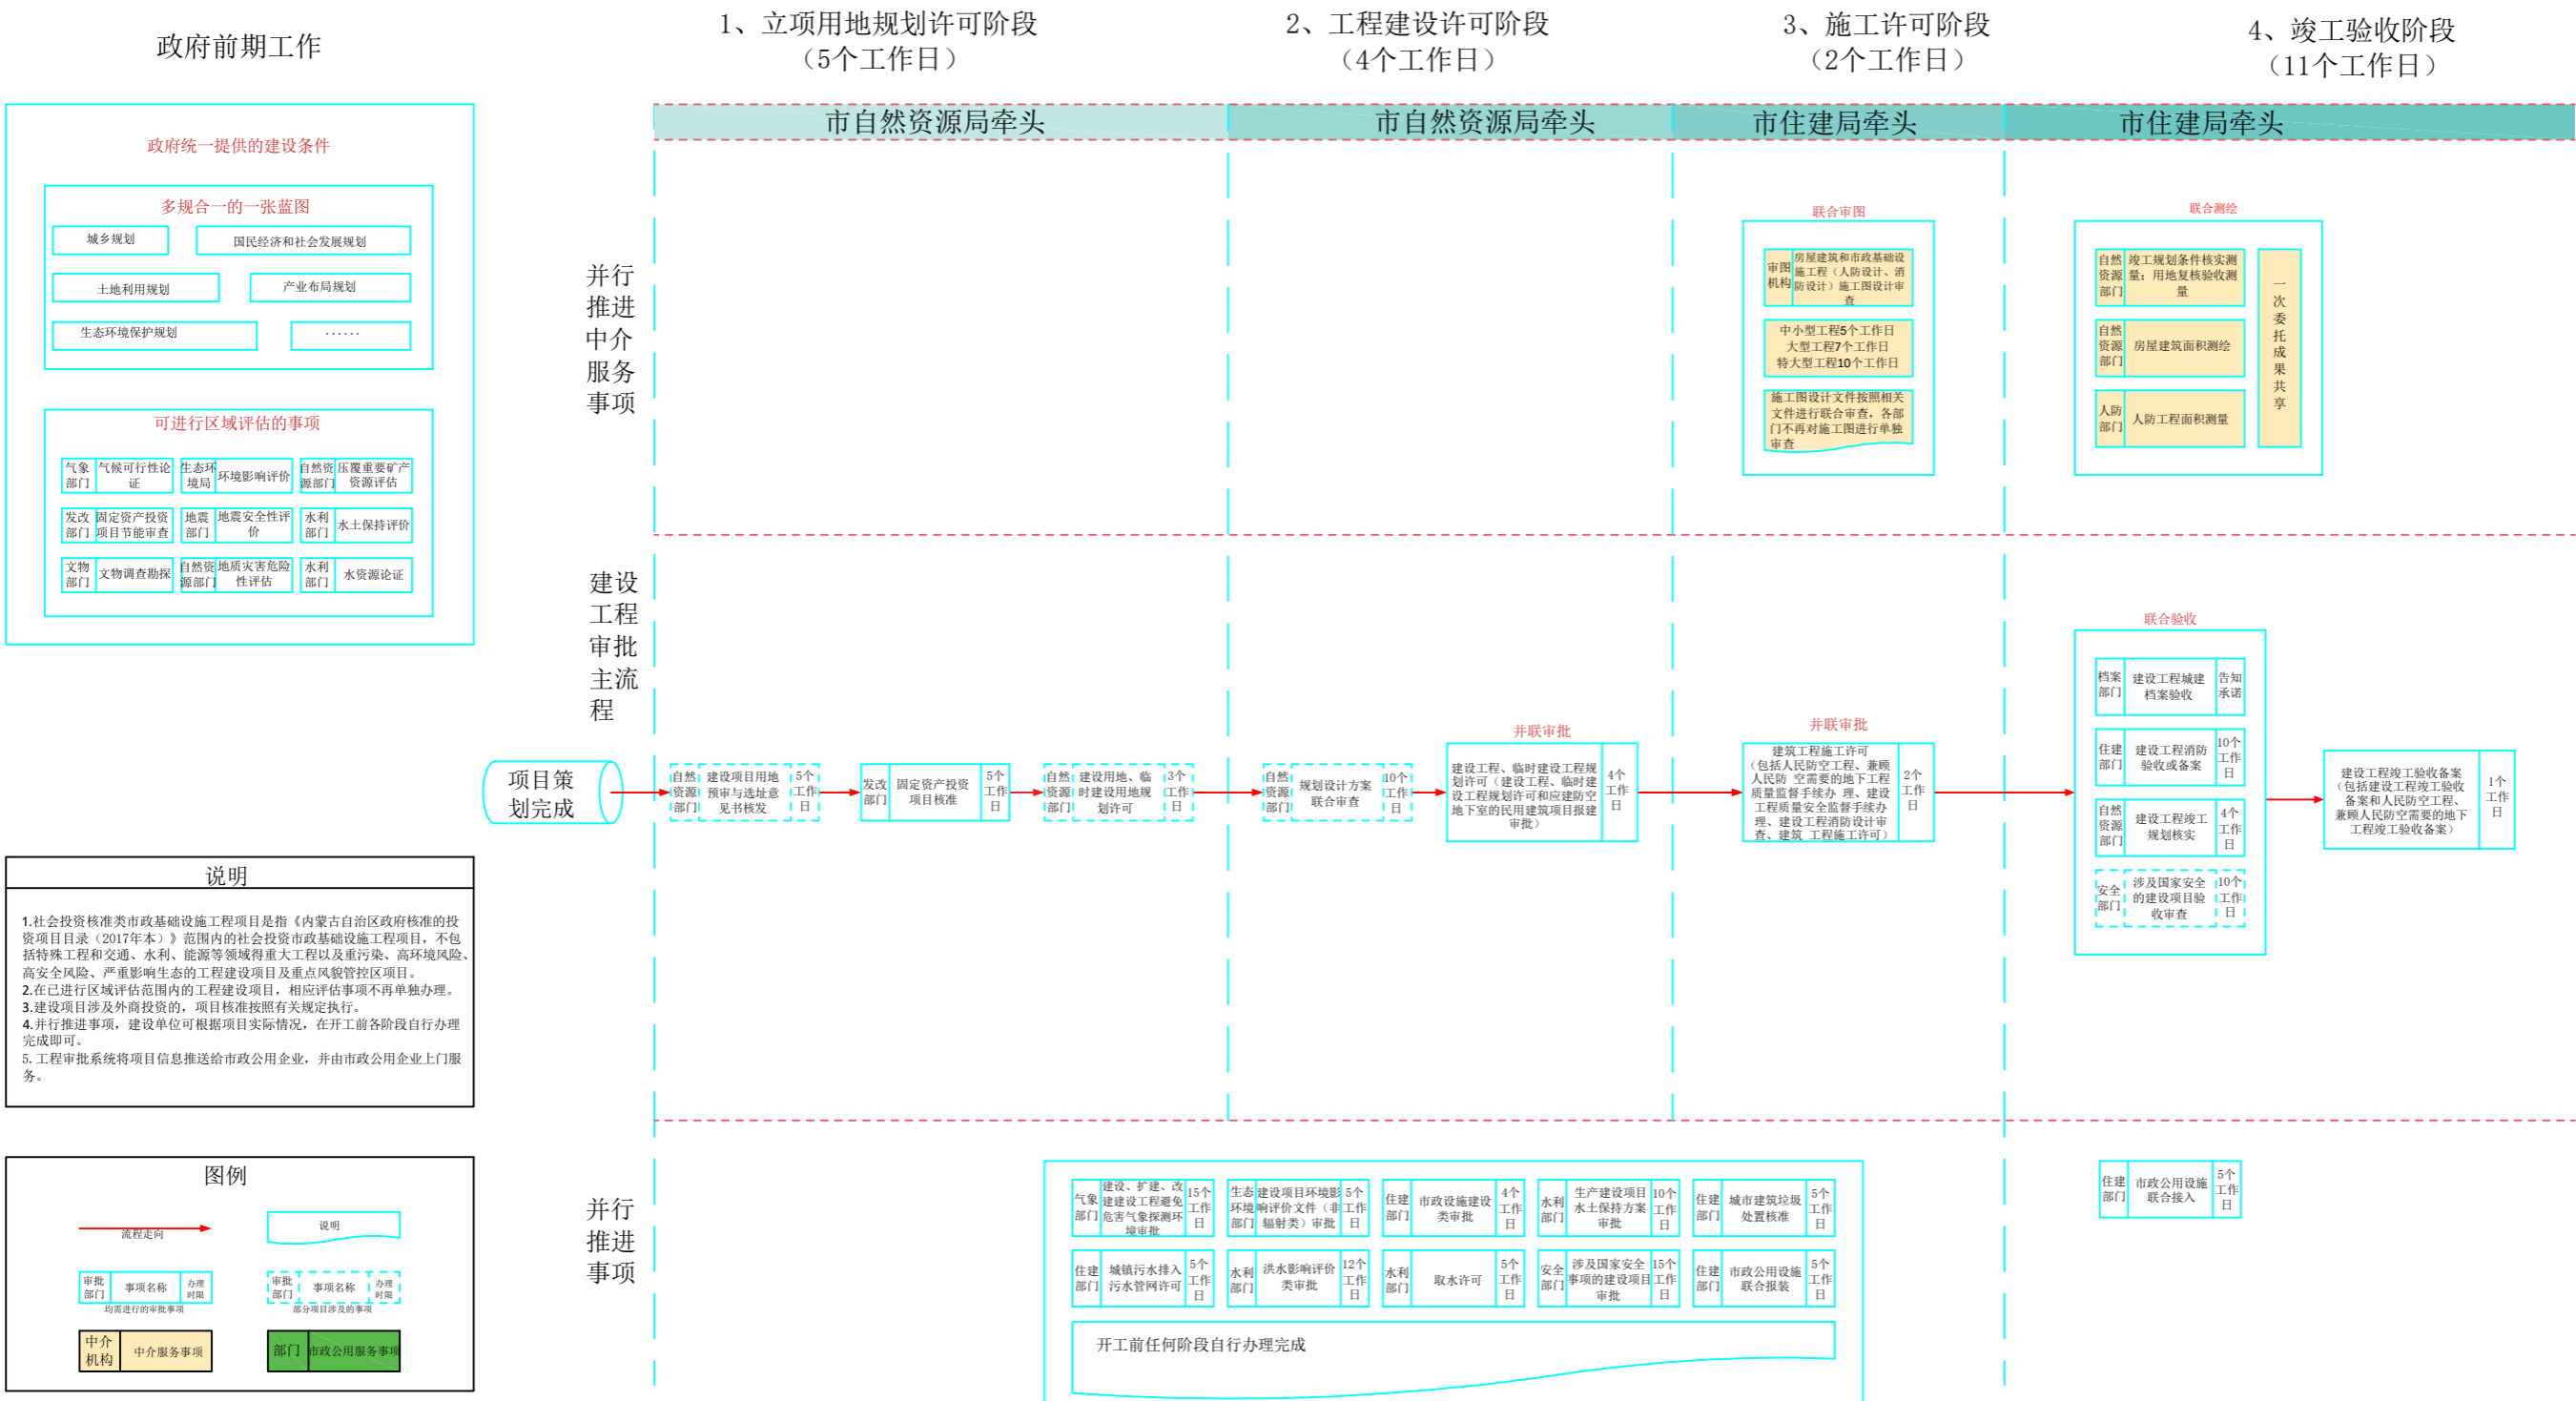 政府前期工作
1、立项用地规划许可阶段
（5个工作日）
2、工程建设许可阶段
（4个工作日）
3、施工许可阶段
（2个工作日）
4、竣工验收阶段
（11个工作日）
市自然资源局牵头
市自然资源局牵头
市住建局牵头
市住建局牵头
政府统一提供的建设条件
多规合一的一张蓝图
城乡规划
国民经济和社会发展规划
土地利用规划
产业布局规划
生态环境保护规划
......
可进行区域评估的事项
气象
部门
气候可行性论
证
生态环
境局
环境影响评价
自然资
源部门
压覆重要矿产
资源评估
发改
部门
固定资产投资
项目节能审查
地震
部门
地震安全性评
价
水利
部门
水土保持评价
文物
部门
文物调查勘探
自然资
源部门
地质灾害危险
性评估
水利
部门
水资源论证
并行
推进
中介
服务
事项
联合审图
审图
机构
房屋建筑和市政基础设
施工程（人防设计、消
防设计）施工图设计审
查
中小型工程5个工作日
大型工程7个工作日
特大型工程10个工作日
施工图设计文件按照相关
文件进行联合审查，各部
门不再对施工图进行单独
审查
联合测绘
自然
资源
部门
竣工规划条件核实测
量；用地复核验收测
量
自然
资源
部门
房屋建筑面积测绘
人防
部门
人防工程面积测量
一
次
委
托
成
果
共
享
建设
工程
审批
主流
程
项目策
划完成
自然
资源
部门
建设项目用地
预审与选址意
见书核发
5个
工作
日
发改
部门
固定资产投资
项目核准
5个
工作
日
自然
资源
部门
建设用地、临
时建设用地规
划许可
3个
工作
日
自然
资源
部门
规划设计方案
联合审查
10个
工作
日
并联审批
建设工程、临时建设工程规
划许可（建设工程、临时建
设工程规划许可和应建防空
地下室的民用建筑项目报建
审批）
4个
工作
日
并联审批
建筑工程施工许可
（包括人民防空工程、兼顾
人民防 空需要的地下工程
质量监督手续办 理、建设
工程质量安全监督手续办
理、建设工程消防设计审
查、建筑 工程施工许可）
2个
工作
日
联合验收
档案
部门
建设工程城建
档案验收
告知
承诺
住建
部门
建设工程消防
验收或备案
10个
工作
日
自然
资源
部门
建设工程竣工
规划核实
4个
工作
日
安全
部门
涉及国家安全
的建设项目验
收审查
10个
工作
日
建设工程竣工验收备案
（包括建设工程竣工验收
备案和人民防空工程、
兼顾人民防空需要的地下
工程竣工验收备案）
1个
工作
日
说明
1.社会投资核准类市政基础设施工程项目是指《内蒙古自治区政府核准的投
资项目目录（2017年本）》范围内的社会投资市政基础设施工程项目，不包
括特殊工程和交通、水利、能源等领域得重大工程以及重污染、高环境风险、
高安全风险、严重影响生态的工程建设项目及重点风貌管控区项目。
2.在已进行区域评估范围内的工程建设项目，相应评估事项不再单独办理。
3.建设项目涉及外商投资的，项目核准按照有关规定执行。
4.并行推进事项，建设单位可根据项目实际情况，在开工前各阶段自行办理
完成即可。
5.工程审批系统将项目信息推送给市政公用企业，并由市政公用企业上门服
务。
图例
流程走向
说明
审批
部门
事项名称
办理
时限
均需进行的审批事项
审批
部门
事项名称
办理
时限
部分项目涉及的事项
中介
机构
中介服务事项
部门
市政公用服务事项
并行
推进
事项
气象
部门
建设、扩建、改
建建设工程避免
危害气象探测环
境审批
15个
工作
日
生态
环境
部门
建设项目环境影
响评价文件（非
辐射类）审批
5个
工作
日
住建
部门
市政设施建设
类审批
4个
工作
日
水利
部门
生产建设项目
水土保持方案
审批
10个
工作
日
住建
部门
城市建筑垃圾
处置核准
5个
工作
日
住建
部门
城镇污水排入
污水管网许可
5个
工作
日
水利
部门
洪水影响评价
类审批
12个
工作
日
水利
部门
取水许可
5个
工作
日
安全
部门
涉及国家安全
事项的建设项目
审批
15个
工作
日
住建
部门
市政公用设施
联合报装
5个
工作
日
开工前任何阶段自行办理完成
住建
部门
市政公用设施
联合接入
5个
工作
日